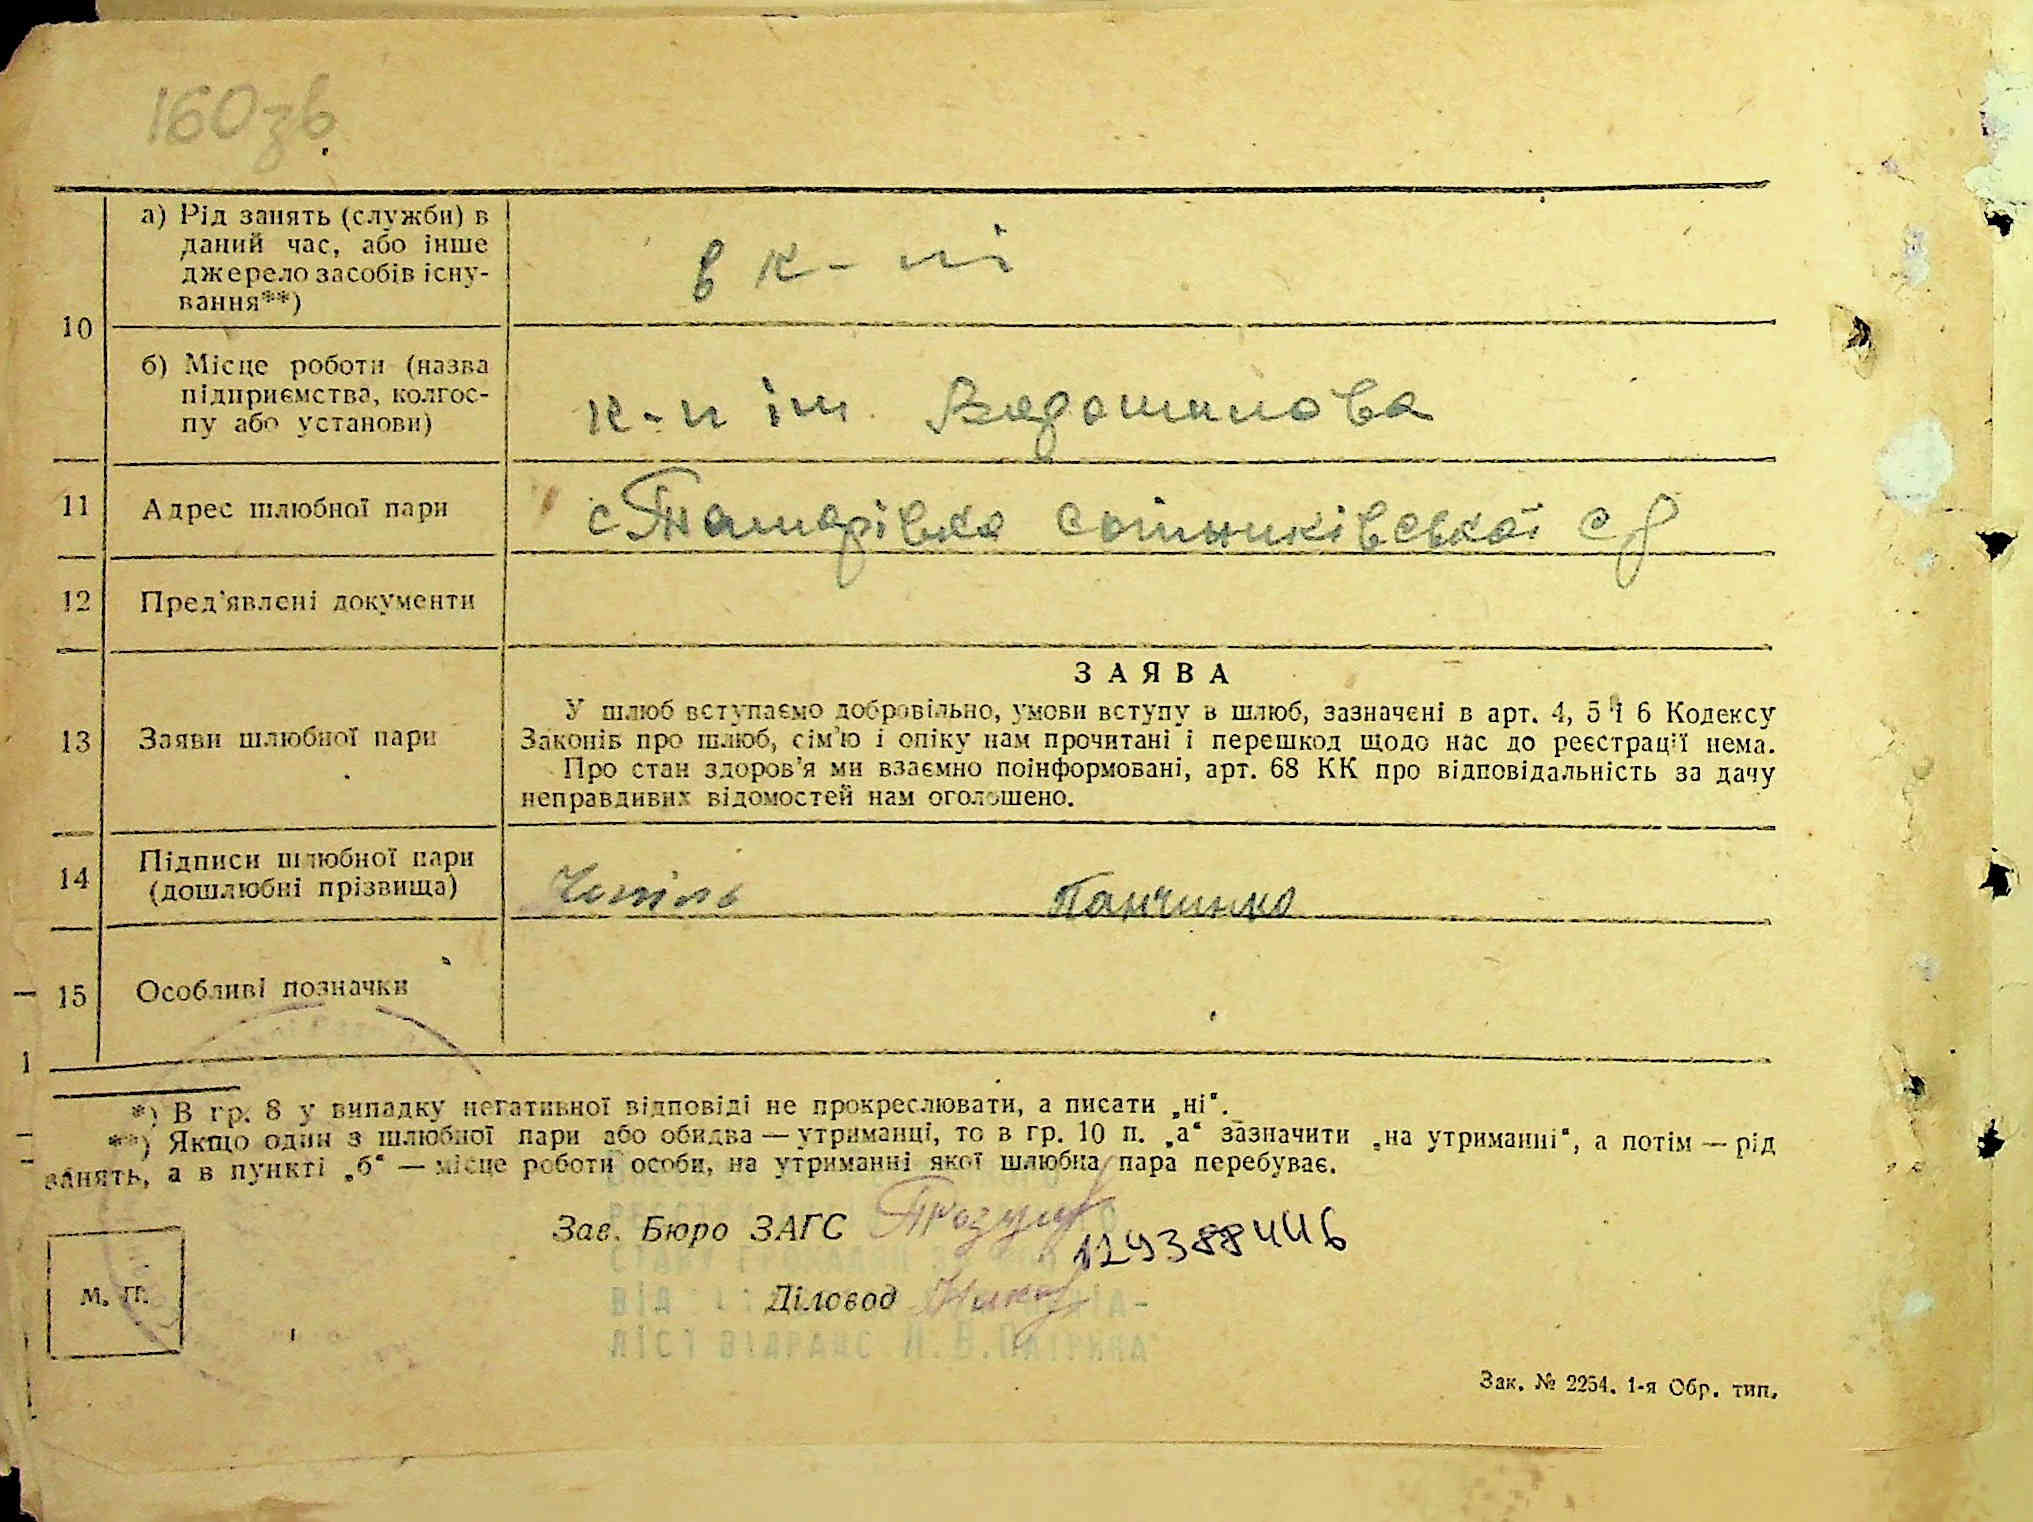 160зв
10
а) Рід занять (служби) в
даний час, або інше
джерело засобів існу-
вання**)
в к-пі
б) Місце роботи (назва
підприємства, колгос-
пу або установи)
к-п ім.
11
Адрес шлюбної пари
с Ташарівка Сотниківської с р
12
Пред'явлені документи
13
Заяви шлюбної пари
ЗАЯВА
У шлюб вступаємо добровільно, умови вступу в шлюб, зазначені в арт. 4, 5 і 6 Кодексу
Законів про шлюб, сім'ю і опіку нам прочитані і перешкод щодо нас до реєстрації нема.
Про стан здоров'я ми взаємно поінформовані, арт. 68 КК про відповідальність за дачу
неправдивих відомостей нам оголошено.
14
Підписи шлюбної пари
(дошлюбні прізвища)
Панчинко
15
Особливі позначки
*) В гр. 8 у випадку негативної відповіді не прокреслювати, а писати „ні“.
**) Якщо один з шлюбної пари або обидва — утриманці, то в гр. 10 п. „а“ зазначити „на утриманні“, а потім — рід
занять, а в пункті „б“ — місце роботи особи, на утриманні якої шлюбна пара перебуває.
Зав. Бюро ЗАГС
Діловод
М. П.
Зак. № 2254. 1-я Обр. тип.